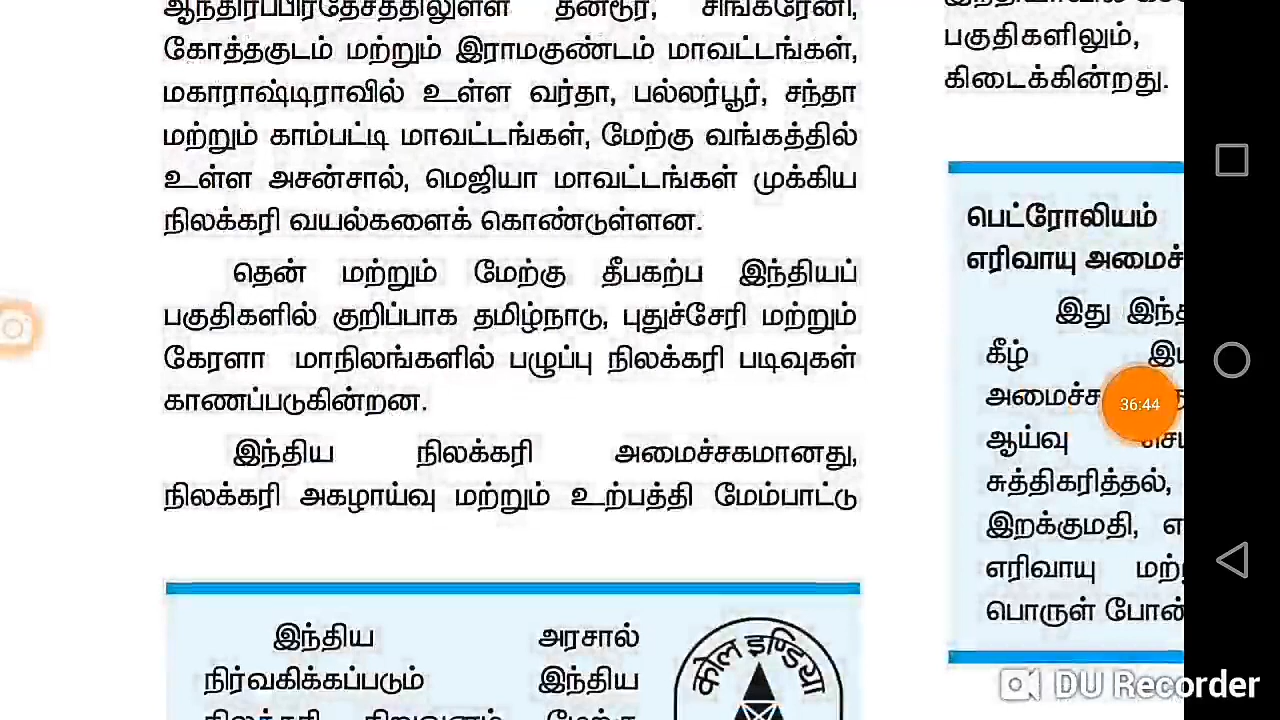 ஆந்திரப்பிரதேசத்திலுள்ள தன்டூர், சிங்கரேனி,
கோத்தகுடம் மற்றும் இராமகுண்டம் மாவட்டங்கள்,
மகாராஷ்டிராவில் உள்ள வர்தா, பல்லர்பூர், சந்தா
மற்றும் காம்பட்டி மாவட்டங்கள், மேற்கு வங்கத்தில்
உள்ள அசன்சால், மெஜியா மாவட்டங்கள் முக்கிய
நிலக்கரி வயல்களைக் கொண்டுள்ளன.
தென் மற்றும் மேற்கு தீபகற்ப இந்தியப்
பகுதிகளில் குறிப்பாக தமிழ்நாடு, புதுச்சேரி மற்றும்
கேரளா மாநிலங்களில் பழுப்பு நிலக்கரி படிவுகள்
காணப்படுகின்றன.
இந்திய நிலக்கரி அமைச்சகமானது,
நிலக்கரி அகழாய்வு மற்றும் உற்பத்தி மேம்பாட்டு
இந்திய அரசால்
நிர்வகிக்கப்படும் இந்திய
कोल इण्डिया
பகுதிகளிலும்,
கிடைக்கின்றது.
பெட்ரோலியம்
எரிவாயு
இது
கீழ்
ஆய்வு
சுத்திகரித்தல்,
இறக்குமதி,
எரிவாயு
பொருள்
36:44
DU Recorder